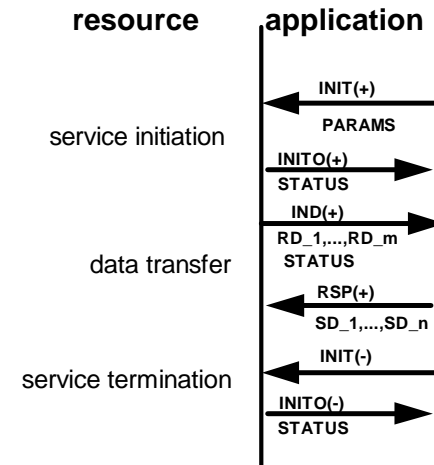 resource application
INIT(+)
PARAMS
service initiation
INITO(+)
STATUS
IND(+)
RD_1,...,RD_m
STATUS
data transfer
RSP(+)
SD_1,...,SD_n
INIT(-)
service termination
INITO(-)
STATUS